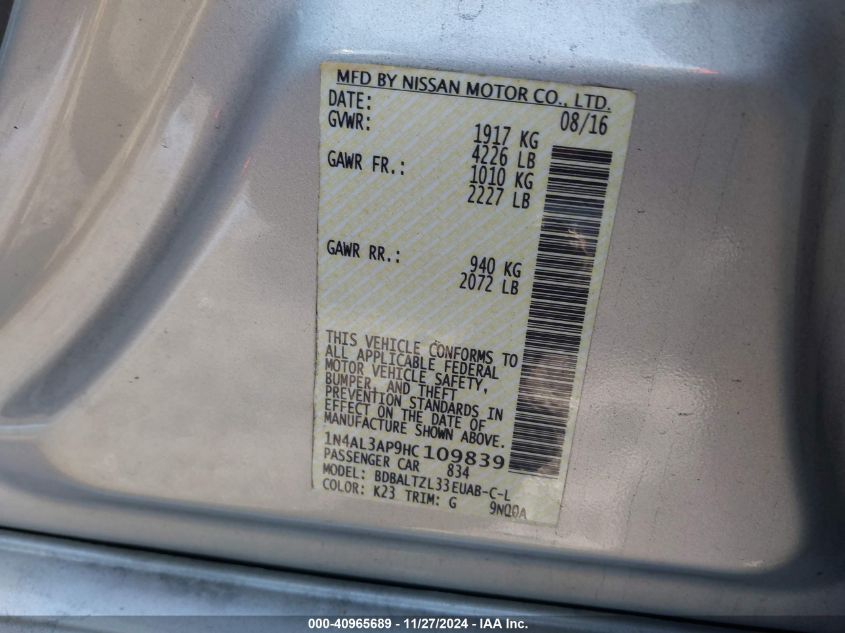 MFD BY NISSAN MOTOR CO., LTD.
DATE: 08/16
GVWR: 1917 KG
4226 LB
GAWR FR.: 1010 KG
2227 LB
GAWR RR.: 940 KG
2072 LB
THIS VEHICLE CONFORMS TO
ALL APPLICABLE FEDERAL
MOTOR VEHICLE SAFETY,
BUMPER, AND THEFT
PREVENTION STANDARDS IN
EFFECT ON THE DATE OF
MANUFACTURE SHOWN ABOVE.
1N4AL3AP9HC109839
PASSENGER CAR 834
MODEL: BDBALTZL33EUAB-C-L
COLOR: K23 TRIM: G 9NQ0A
000-40965689 | 11/27/2024 - IAA Inc.